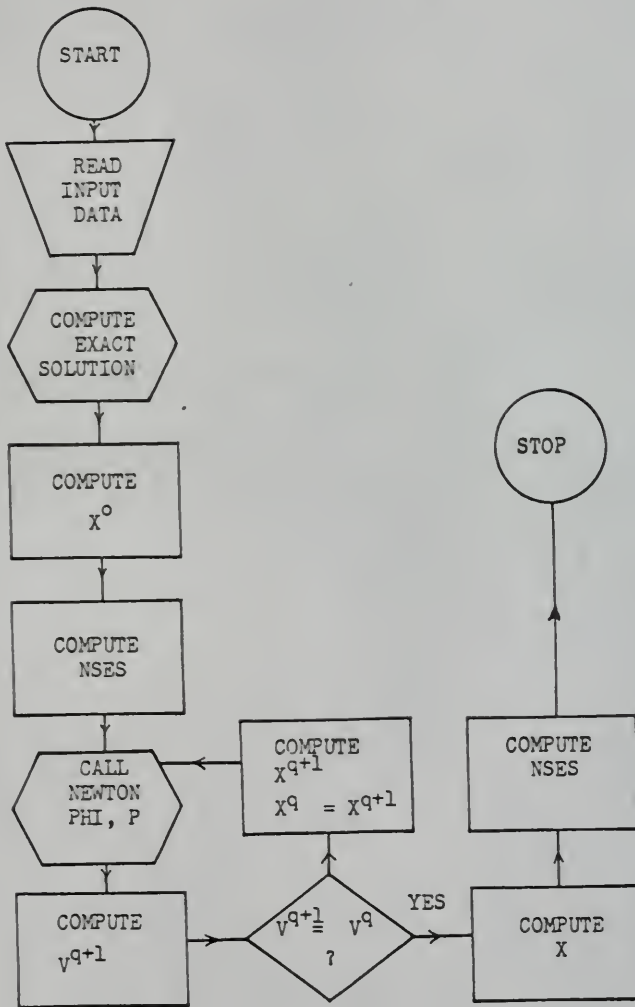 START
READ
INPUT
DATA
COMPUTE
EXACT
SOLUTION
COMPUTE
X⁰
COMPUTE
NSES
CALL
NEWTON
PHI, P
COMPUTE
V^q+1
V^q+1 ≡ V^q
?
COMPUTE
X^q+1
X^q = X^q+1
YES
COMPUTE
X
COMPUTE
NSES
STOP